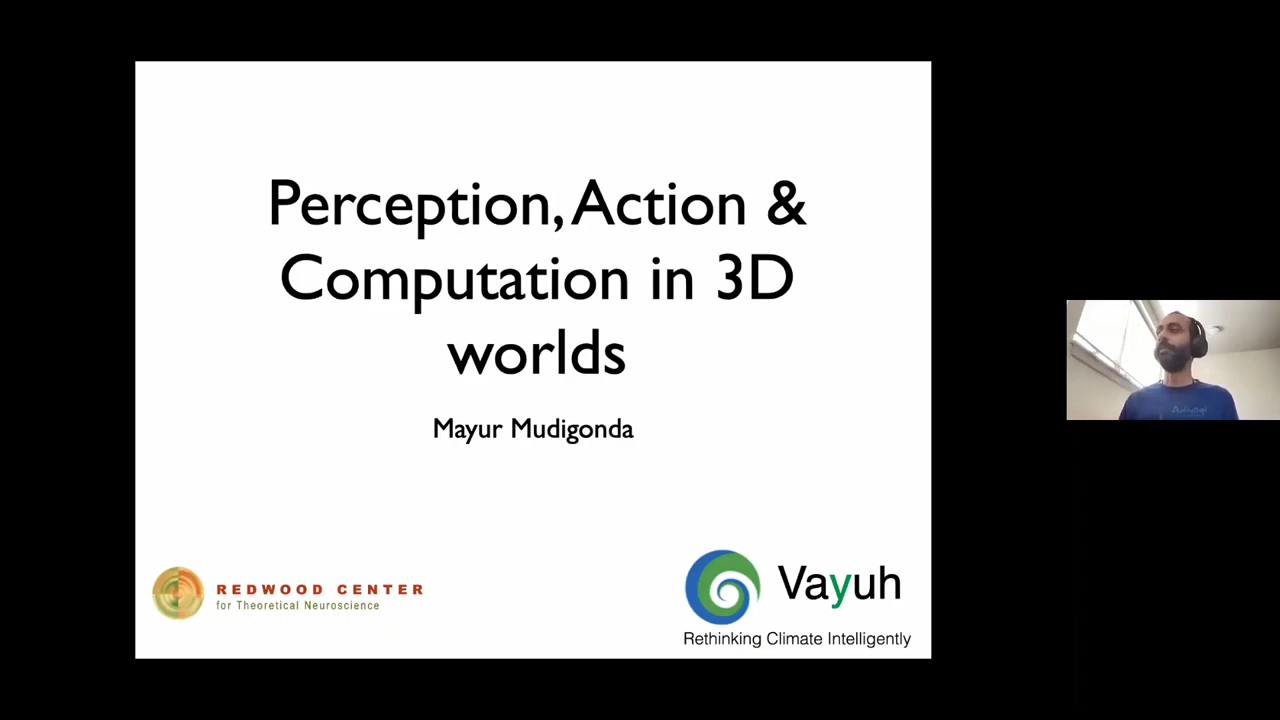 Perception, Action &
Computation in 3D
worlds
Mayur Mudigonda
REDWOOD CENTER
for Theoretical Neuroscience
Vayuh
Rethinking Climate Intelligently